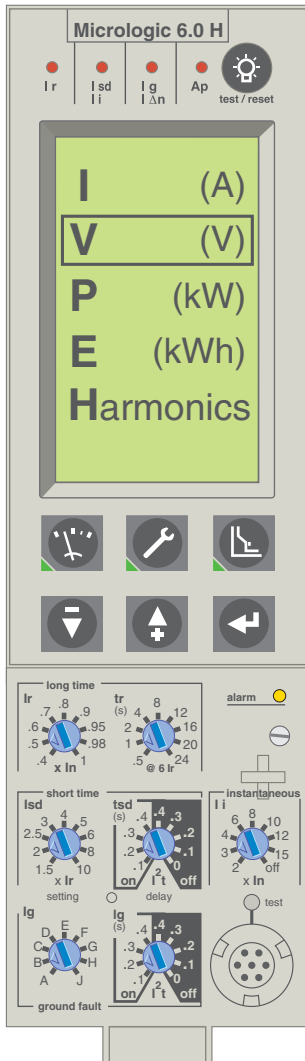 Micrologic 6.0 H
I r
I sd
I i
I g
I Δn
Ap
test / reset
I (A)
V (V)
P (kW)
E (kWh)
Harmonics
long time
alarm
Ir
.4 .5 .6 .7 .8 .9 .95 .98 1
x In
tr
(s)
.5 1 2 4 8 12 16 20 24
@ 6 Ir
short time
Isd
1.5 2 2.5 3 4 5 6 8 10
x Ir
tsd
(s)
.1 .2 .3 .4 .4 .3 .2 .1 0
on I²t off
instantaneous
I i
2 3 4 6 8 10 12 15 off
x In
setting
delay
test
Ig
A B C D E F G H J
Ig
(s)
.1 .2 .3 .4 .4 .3 .2 .1 0
on I²t off
ground fault